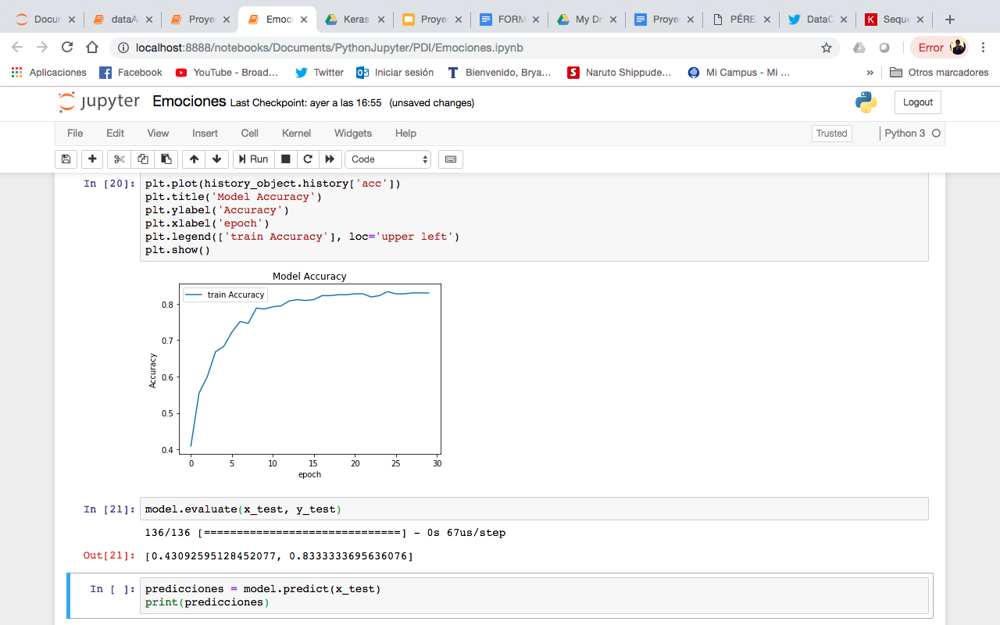 Docun
dataA
Proye
Emoci
Keras
Proye
FORM
My Dr
Proye
PÉRE
DataC
Seque
localhost:8888/notebooks/Documents/PythonJupyter/PDI/Emociones.ipynb
Error
Aplicaciones
Facebook
YouTube - Broad...
Twitter
Iniciar sesión
Bienvenido, Brya...
Naruto Shippude...
Mi Campus - Mi ...
»
Otros marcadores
jupyter
Emociones Last Checkpoint: ayer a las 16:55 (unsaved changes)
Logout
File Edit View Insert Cell Kernel Widgets Help
Trusted
Python 3
Run
Code
In [20]:
plt.plot(history_object.history['acc'])
plt.title('Model Accuracy')
plt.ylabel('Accuracy')
plt.xlabel('epoch')
plt.legend(['train Accuracy'], loc='upper left')
plt.show()
Model Accuracy
train Accuracy
0.8
0.7
0.6
0.5
0.4
Accuracy
0 5 10 15 20 25 30
epoch
In [21]:
model.evaluate(x_test, y_test)
136/136 [==============================] - 0s 67us/step
Out[21]:
[0.43092595128452077, 0.8333333695636076]
In [ ]:
predicciones = model.predict(x_test)
print(predicciones)